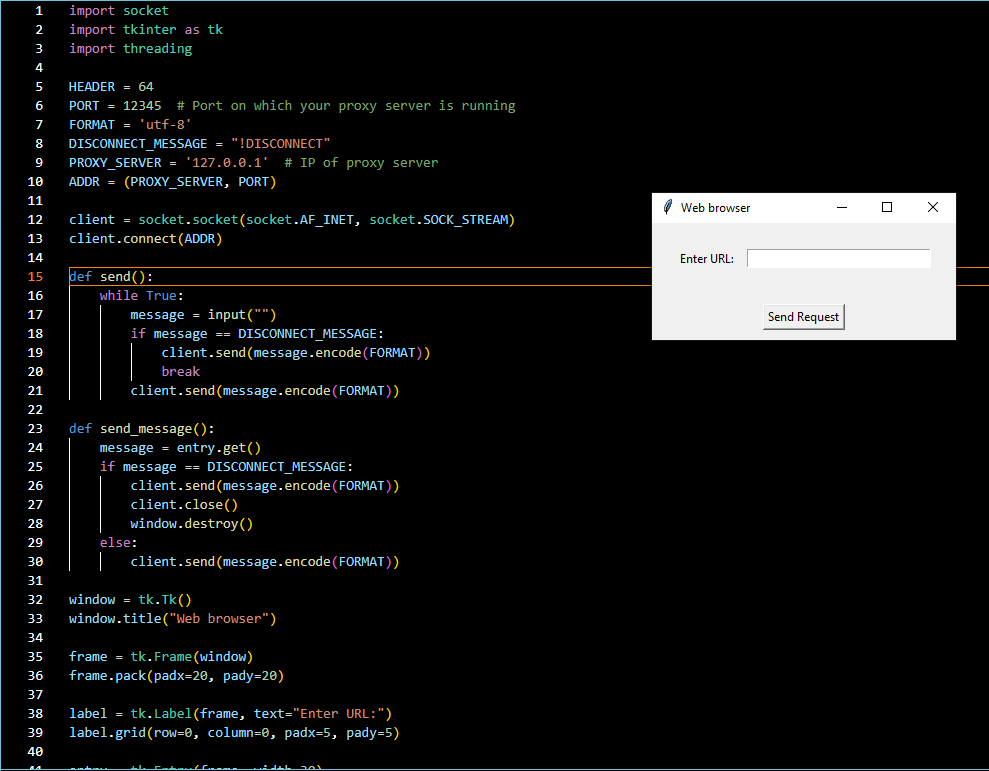 1 import socket
2 import tkinter as tk
3 import threading
4
5 HEADER = 64
6 PORT = 12345  # Port on which your proxy server is running
7 FORMAT = 'utf-8'
8 DISCONNECT_MESSAGE = "!DISCONNECT"
9 PROXY_SERVER = '127.0.0.1'  # IP of proxy server
10 ADDR = (PROXY_SERVER, PORT)
11
12 client = socket.socket(socket.AF_INET, socket.SOCK_STREAM)
13 client.connect(ADDR)
14
15 def send():
16     while True:
17         message = input("")
18         if message == DISCONNECT_MESSAGE:
19             client.send(message.encode(FORMAT))
20             break
21         client.send(message.encode(FORMAT))
22
23 def send_message():
24     message = entry.get()
25     if message == DISCONNECT_MESSAGE:
26         client.send(message.encode(FORMAT))
27         client.close()
28         window.destroy()
29     else:
30         client.send(message.encode(FORMAT))
31
32 window = tk.Tk()
33 window.title("Web browser")
34
35 frame = tk.Frame(window)
36 frame.pack(padx=20, pady=20)
37
38 label = tk.Label(frame, text="Enter URL:")
39 label.grid(row=0, column=0, padx=5, pady=5)
40
41 entry = tk.Entry(frame, width=30)
Web browser
Enter URL:
Send Request